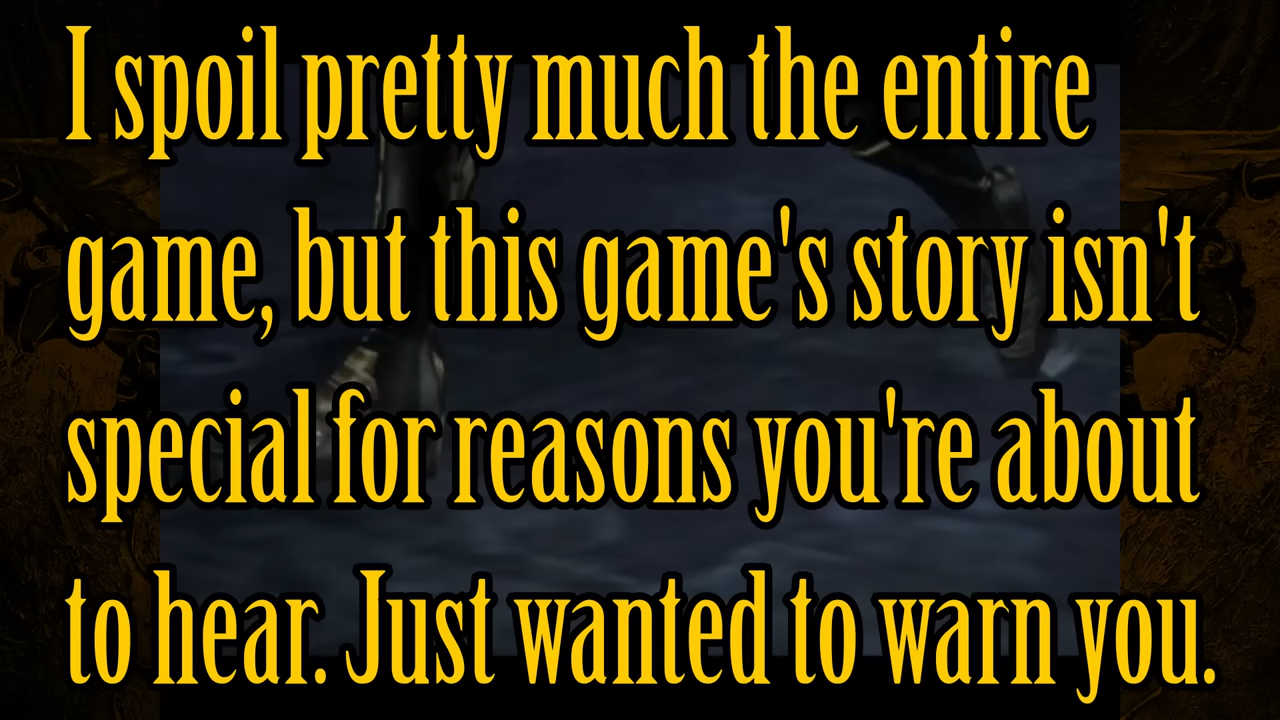 I spoil pretty much the entire
game, but this game's story isn't
special for reasons you're about
to hear. Just wanted to warn you.